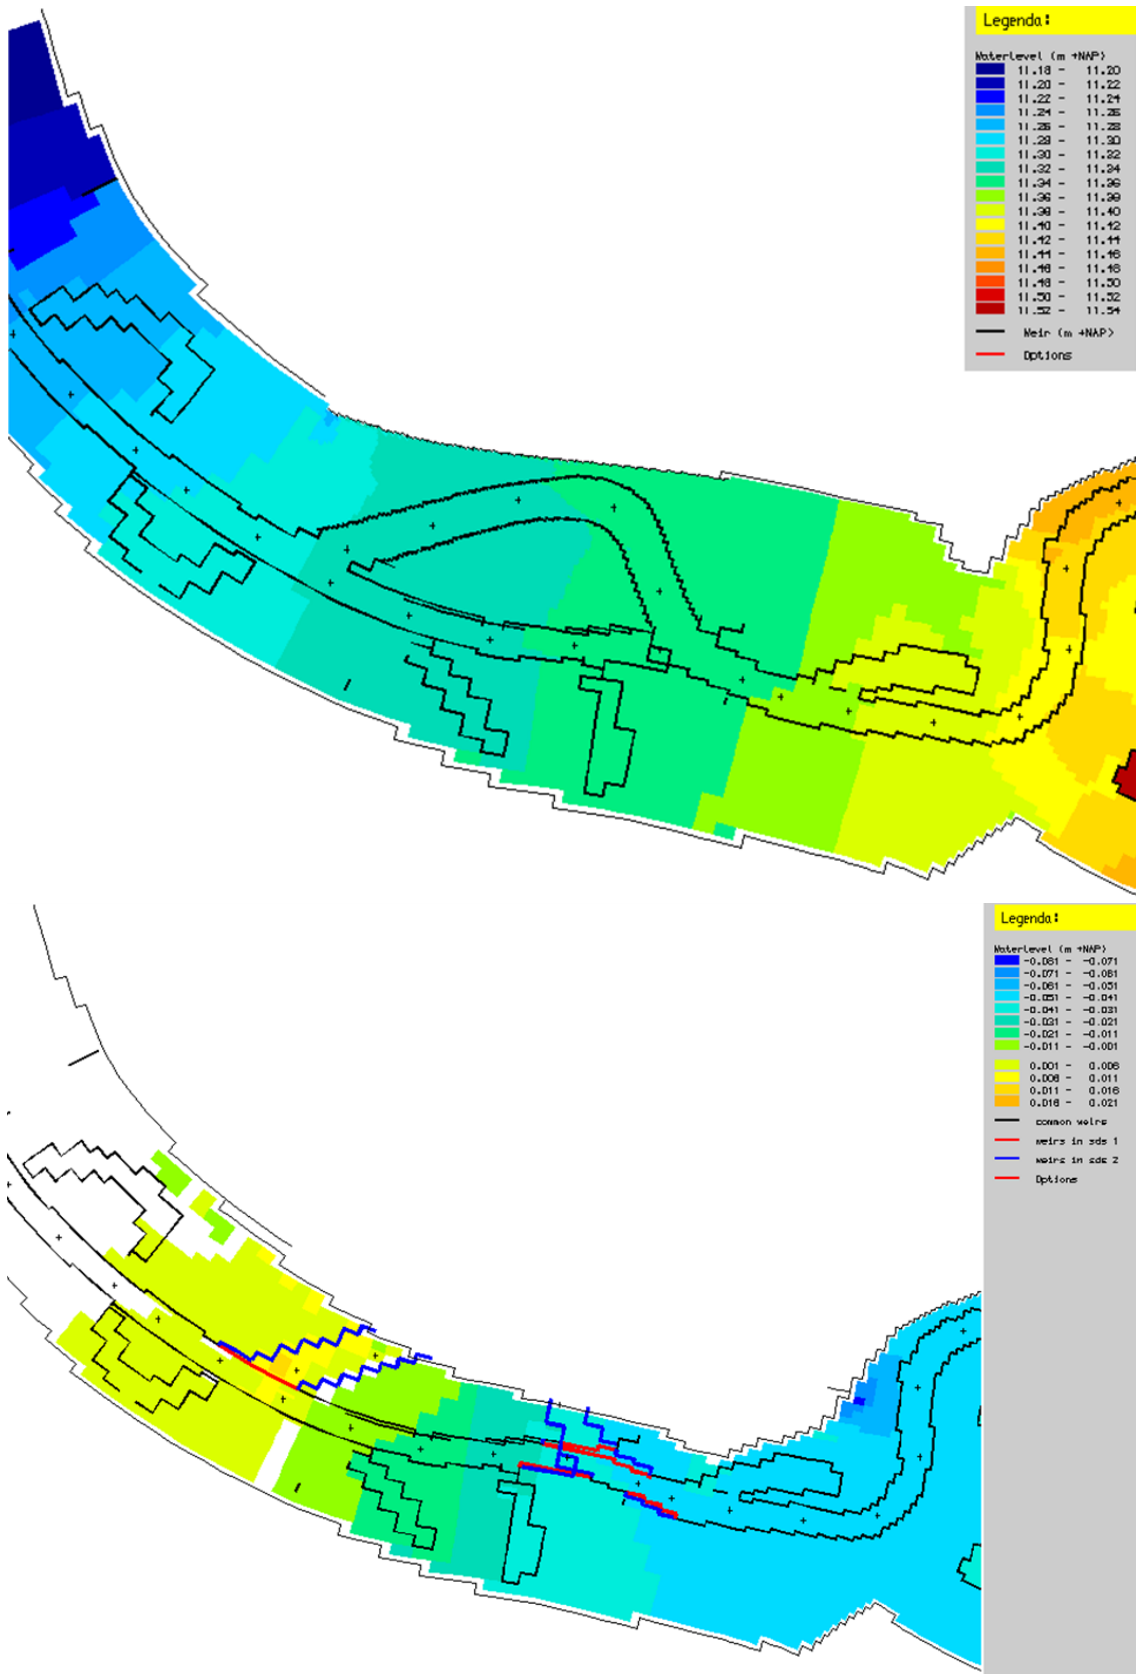 Legenda:
Waterlevel (m +NAP)
11.18 - 11.20
11.20 - 11.22
11.22 - 11.24
11.24 - 11.26
11.26 - 11.28
11.28 - 11.30
11.30 - 11.32
11.32 - 11.34
11.34 - 11.36
11.36 - 11.38
11.38 - 11.40
11.40 - 11.42
11.42 - 11.44
11.44 - 11.46
11.46 - 11.48
11.48 - 11.50
11.50 - 11.52
11.52 - 11.54
Weir (m +NAP)
Options
Legenda:
Waterlevel (m +NAP)
-0.081 - -0.071
-0.071 - -0.061
-0.061 - -0.051
-0.051 - -0.041
-0.041 - -0.031
-0.031 - -0.021
-0.021 - -0.011
-0.011 - -0.001
0.001 - 0.006
0.006 - 0.011
0.011 - 0.016
0.016 - 0.021
common weirs
weirs in sds 1
weirs in sds 2
Options